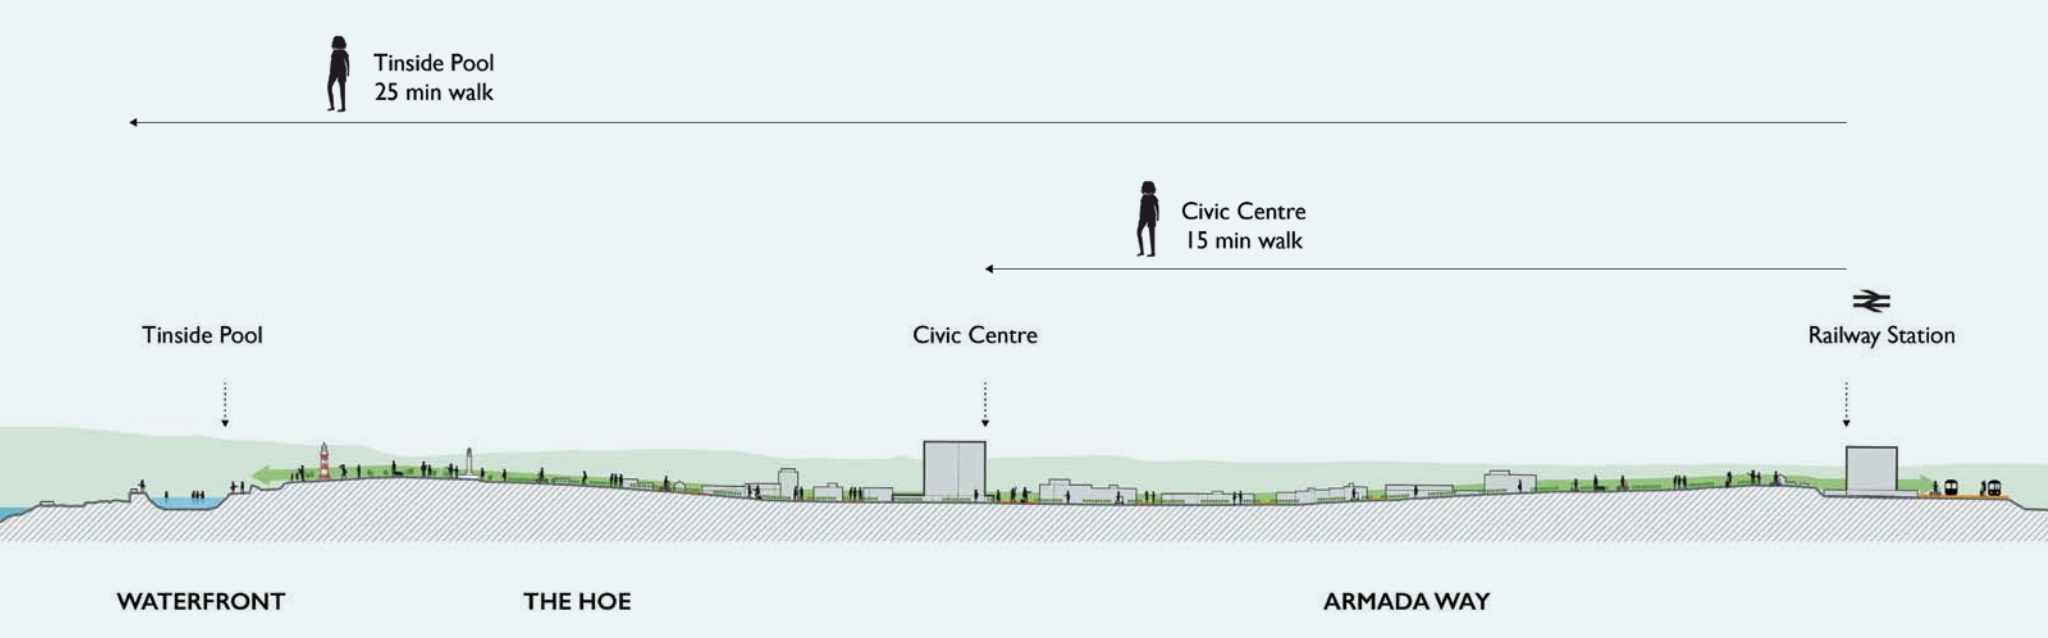 Tinside Pool
25 min walk
Civic Centre
15 min walk
Tinside Pool
Civic Centre
Railway Station
WATERFRONT
THE HOE
ARMADA WAY